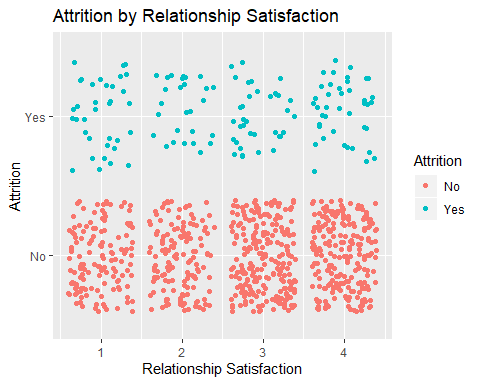 Attrition by Relationship Satisfaction
Yes
No
Attrition
1 2 3 4
Relationship Satisfaction
Attrition
No
Yes